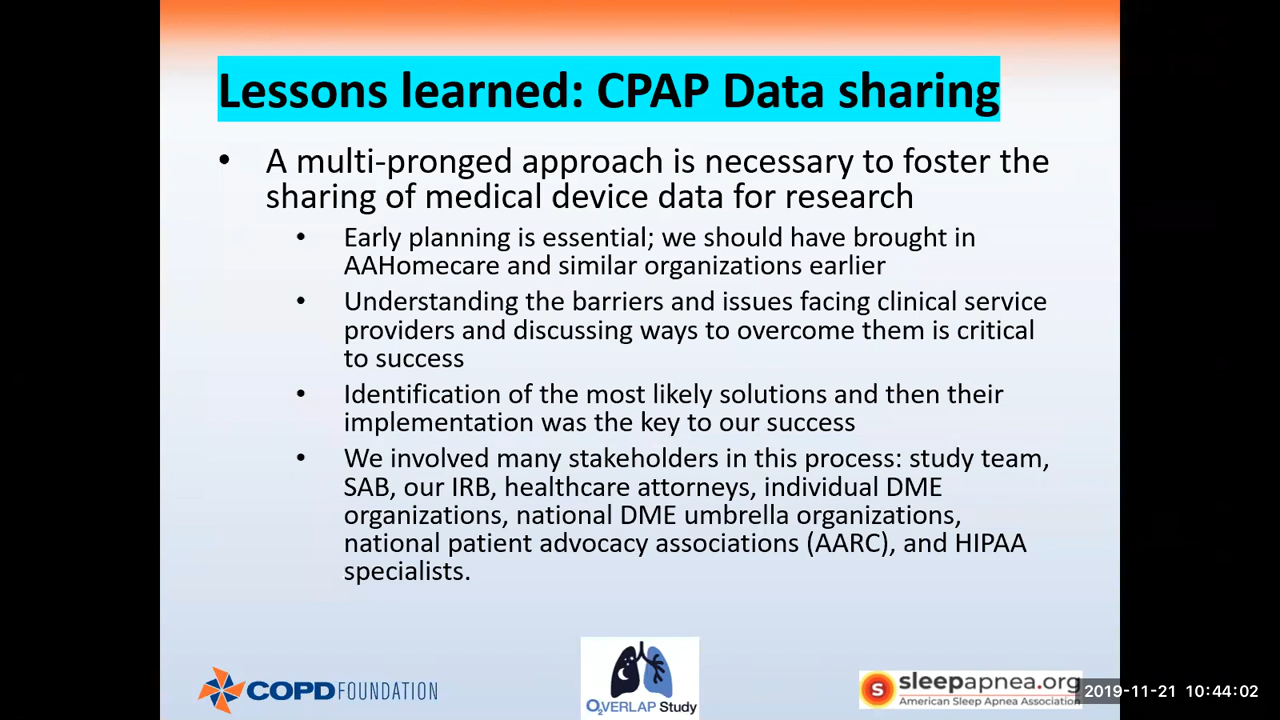 Lessons learned: CPAP Data sharing
• A multi-pronged approach is necessary to foster the
sharing of medical device data for research
• Early planning is essential; we should have brought in
AAHomecare and similar organizations earlier
• Understanding the barriers and issues facing clinical service
providers and discussing ways to overcome them is critical
to success
• Identification of the most likely solutions and then their
implementation was the key to our success
• We involved many stakeholders in this process: study team,
SAB, our IRB, healthcare attorneys, individual DME
organizations, national DME umbrella organizations,
national patient advocacy associations (AARC), and HIPAA
specialists.
COPDFOUNDATION
O₂VERLAP Study
S sleepapnea.org
American Sleep Apnea Association
2019-11-21 10:44:02